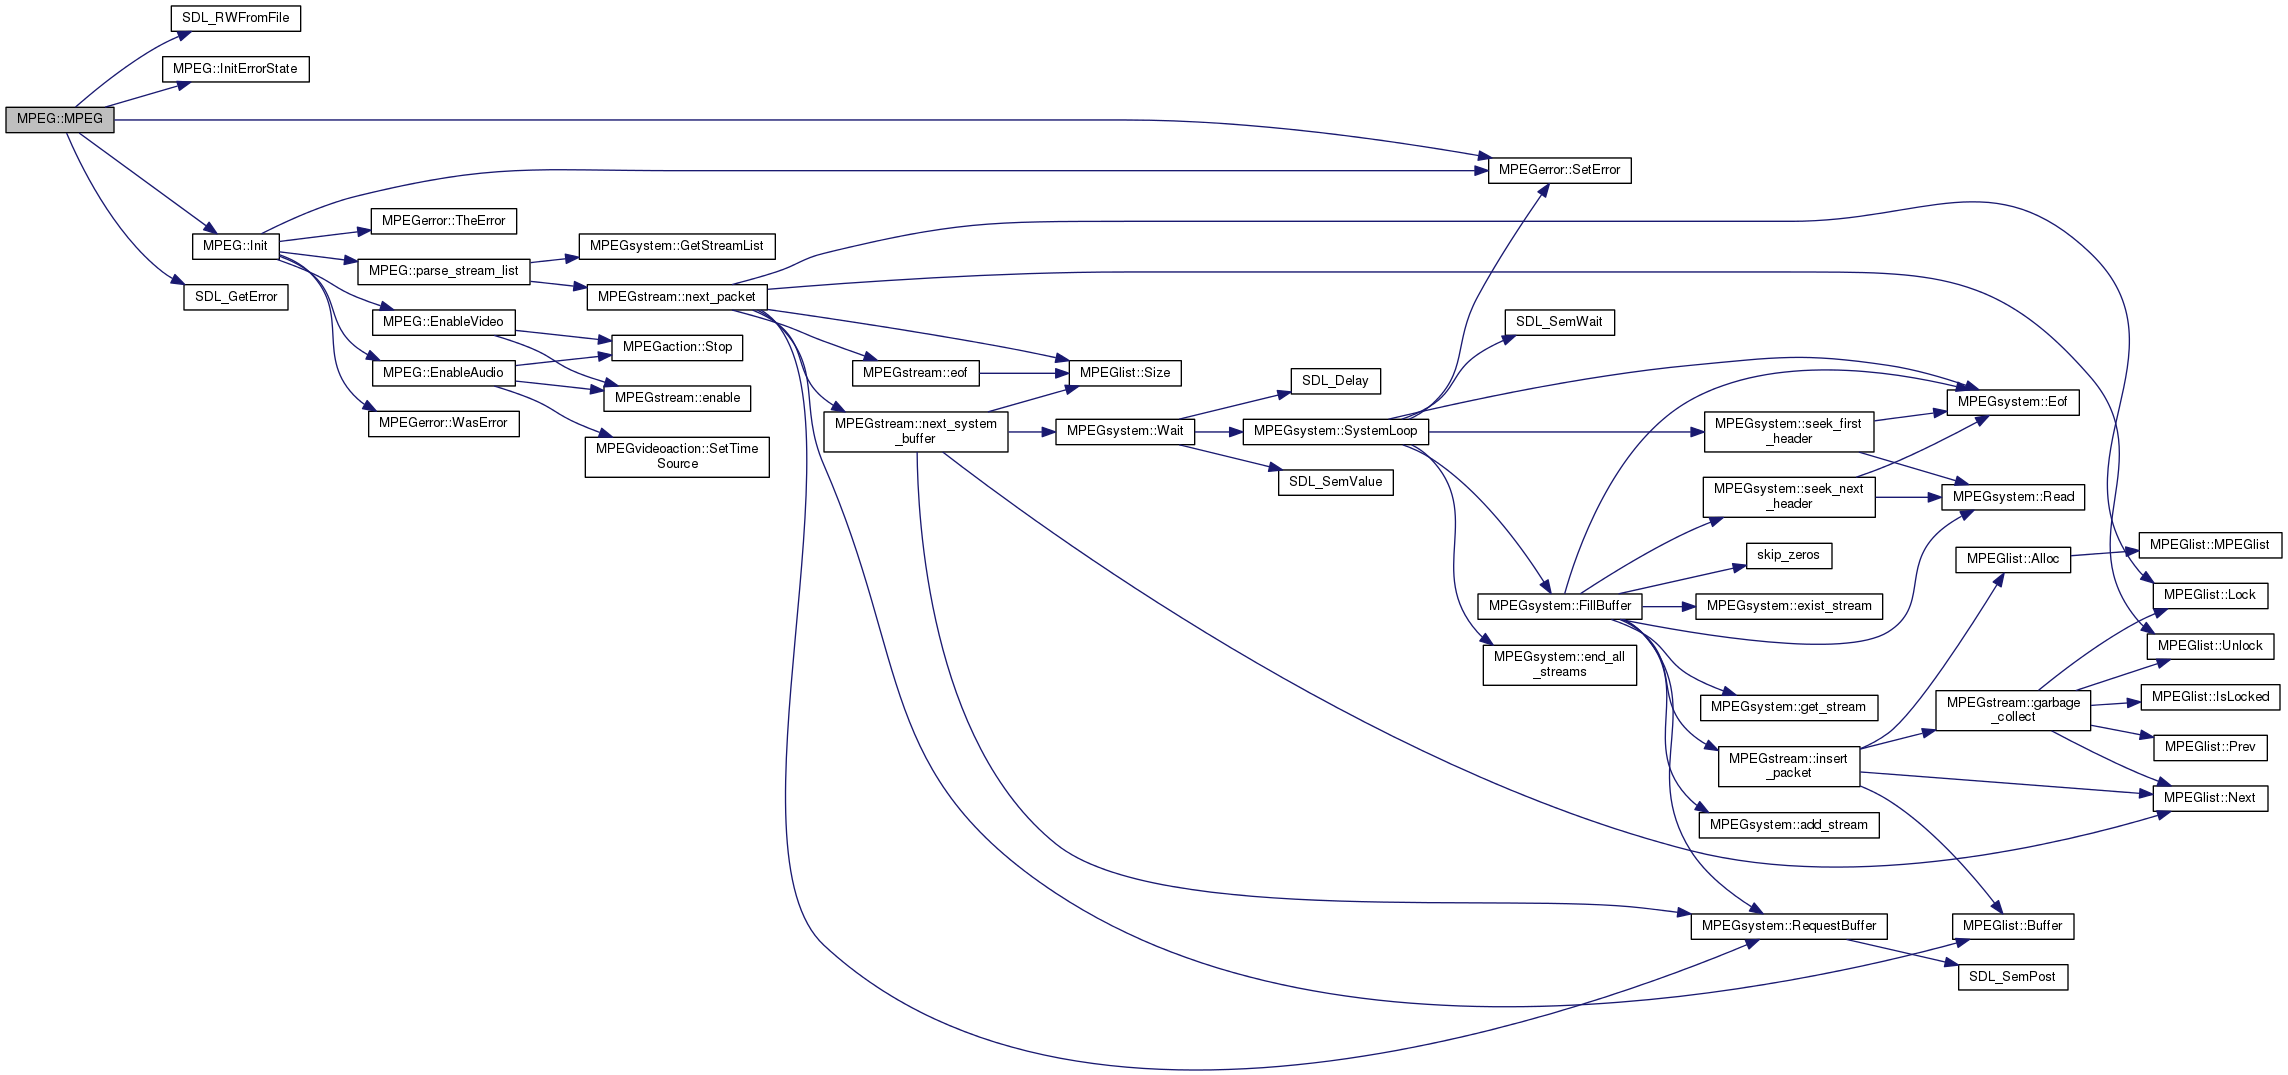 SDL_RWFromFile
MPEG::InitErrorState
MPEG::MPEG
MPEGerror::SetError
MPEGerror::TheError
MPEG::Init
MPEGsystem::GetStreamList
MPEG::parse_stream_list
SDL_GetError
MPEGstream::next_packet
MPEG::EnableVideo
SDL_SemWait
MPEGaction::Stop
MPEG::EnableAudio
MPEGstream::eof
MPEGlist::Size
SDL_Delay
MPEGstream::enable
MPEGsystem::Eof
MPEGerror::WasError
MPEGstream::next_system
_buffer
MPEGsystem::Wait
MPEGsystem::SystemLoop
MPEGsystem::seek_first
_header
MPEGvideoaction::SetTime
Source
SDL_SemValue
MPEGsystem::seek_next
_header
MPEGsystem::Read
skip_zeros
MPEGlist::Alloc
MPEGlist::MPEGlist
MPEGsystem::FillBuffer
MPEGsystem::exist_stream
MPEGlist::Lock
MPEGlist::Unlock
MPEGsystem::end_all
_streams
MPEGsystem::get_stream
MPEGstream::garbage
_collect
MPEGlist::IsLocked
MPEGlist::Prev
MPEGstream::insert
_packet
MPEGlist::Next
MPEGsystem::add_stream
MPEGsystem::RequestBuffer
MPEGlist::Buffer
SDL_SemPost